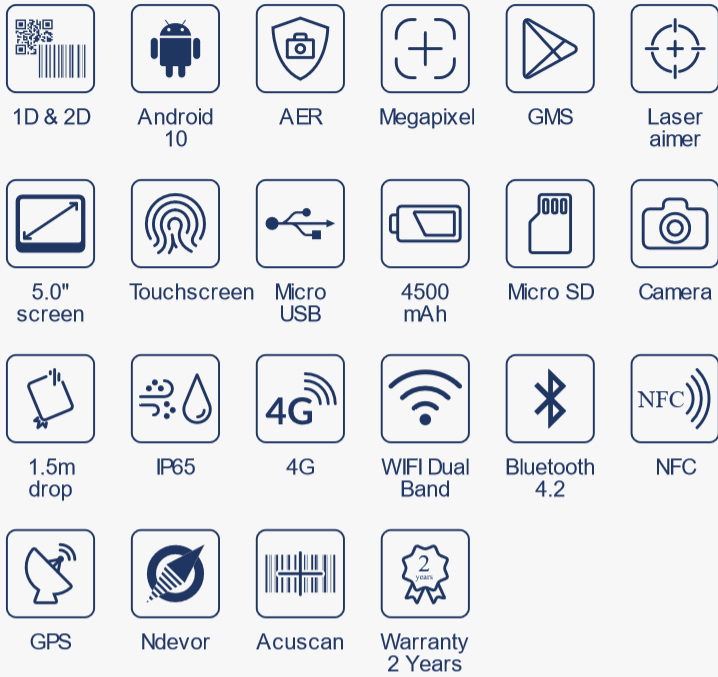 1D & 2D
Android
10
AER
Megapixel
GMS
Laser
aimer
5.0"
screen
Touchscreen
Micro
USB
4500
mAh
Micro SD
Camera
4G
NFC
1.5m
drop
IP65
4G
WIFI Dual
Band
Bluetooth
4.2
NFC
2
years
GPS
Ndevor
Acuscan
Warranty
2 Years